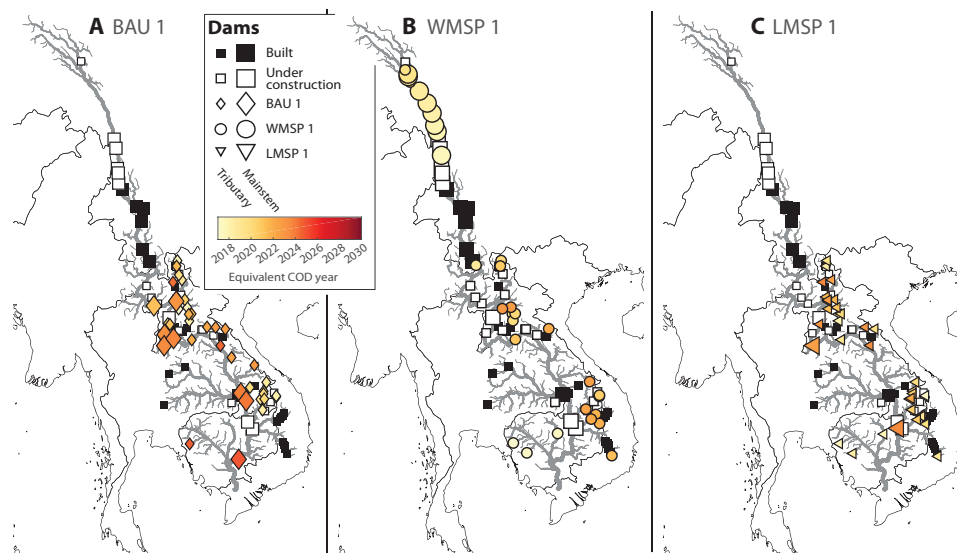 A BAU 1
Dams
Built
Under
construction
BAU 1
WMSP 1
LMSP 1
Tributary
Mainstem
2018 2020 2022 2024 2026 2028 2030
Equivalent COD year
B WMSP 1
C LMSP 1